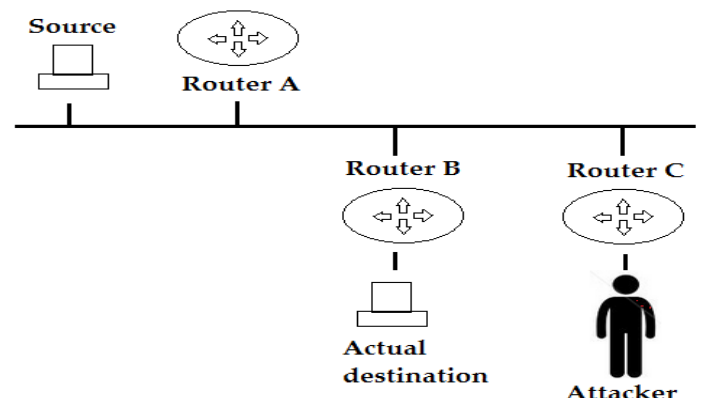 Source
Router A
Router B
Router C
Actual
destination
Attacker